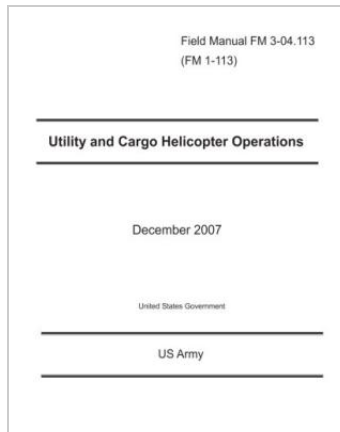 Field Manual FM 3-04.113
(FM 1-113)
Utility and Cargo Helicopter Operations
December 2007
United States Government
US Army